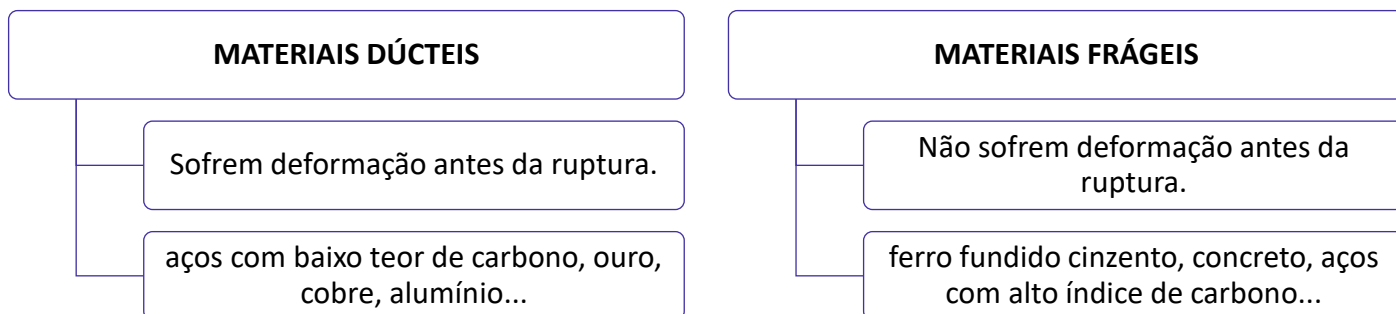 MATERIAIS DÚCTEIS
Sofrem deformação antes da ruptura.
aços com baixo teor de carbono, ouro,
cobre, alumínio...
MATERIAIS FRÁGEIS
Não sofrem deformação antes da
ruptura.
ferro fundido cinzento, concreto, aços
com alto índice de carbono...